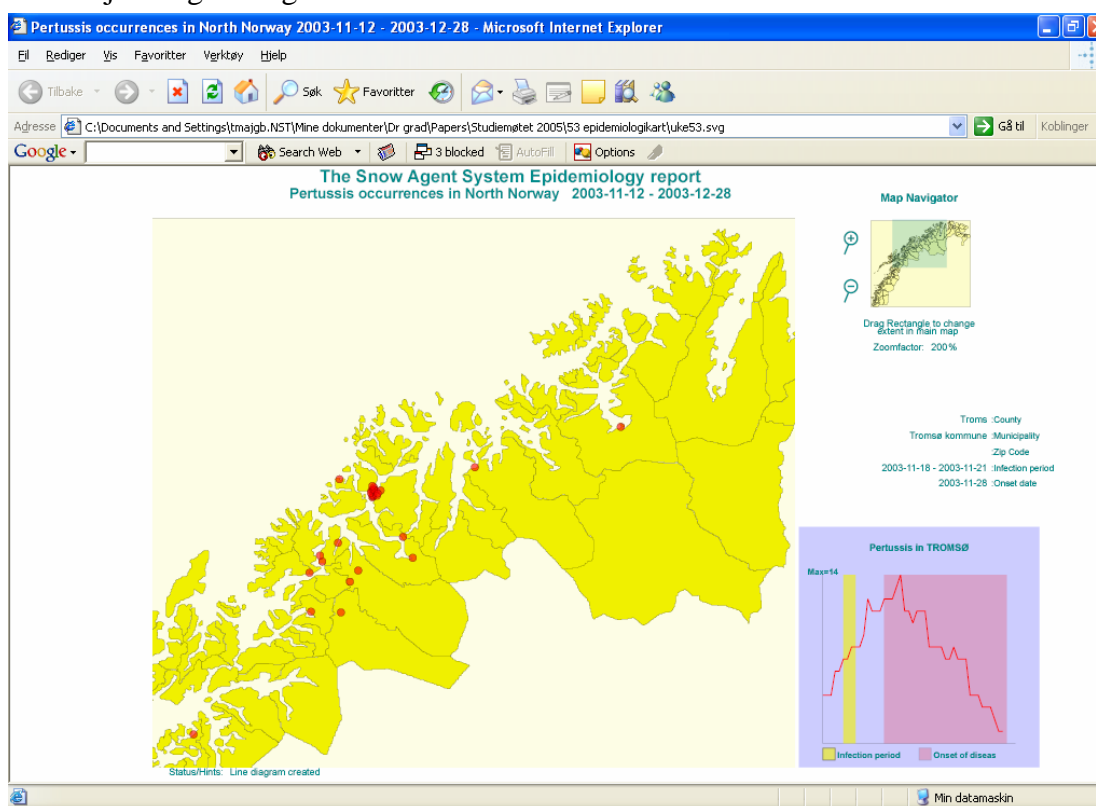 Pertussis occurrences in North Norway 2003-11-12 - 2003-12-28 - Microsoft Internet Explorer
Fil Rediger Vis Favoritter Verktøy Hjelp
Tilbake Søk Favoritter
Adresse C:\Documents and Settings\tmajgb.NST\Mine dokumenter\Dr grad\Papers\Studiemøtet 2005\53 epidemiologikart\uke53.svg Gå til Koblinger
Google Search Web 3 blocked AutoFill Options
The Snow Agent System Epidemiology report
Pertussis occurrences in North Norway 2003-11-12 - 2003-12-28
Map Navigator
Drag Rectangle to change
extent in main map
Zoomfactor: 200%
Troms :County
Tromsø kommune :Municipality
:Zip Code
2003-11-18 - 2003-11-21 :Infection period
2003-11-28 :Onset date
Pertussis in TROMSØ
Max=14
Infection period Onset of diseas
Status/Hints: Line diagram created
Min datamaskin